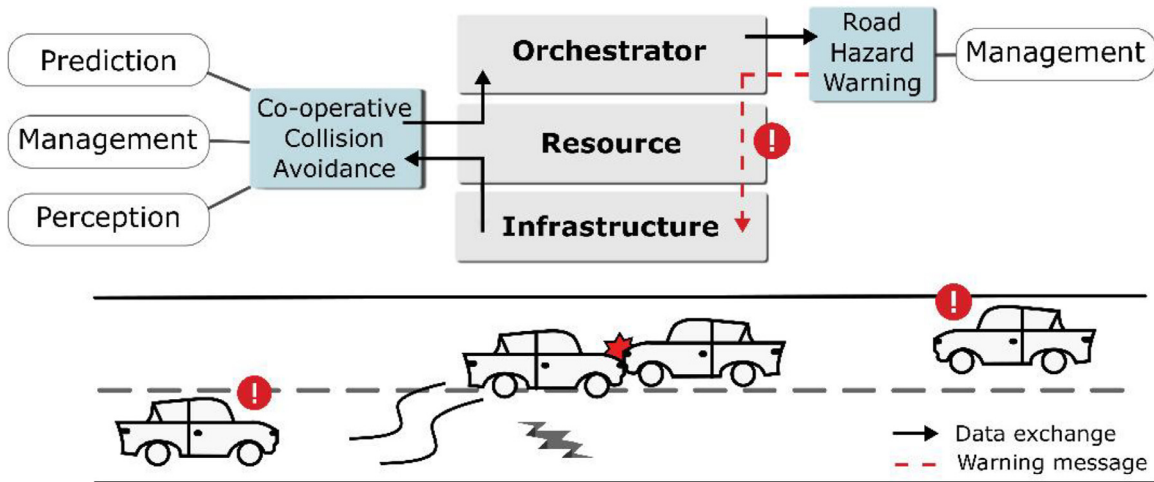 Prediction
Management
Perception
Co-operative
Collision
Avoidance
Orchestrator
Resource
Infrastructure
Road
Hazard
Warning
Management
!
!
!
Data exchange
Warning message